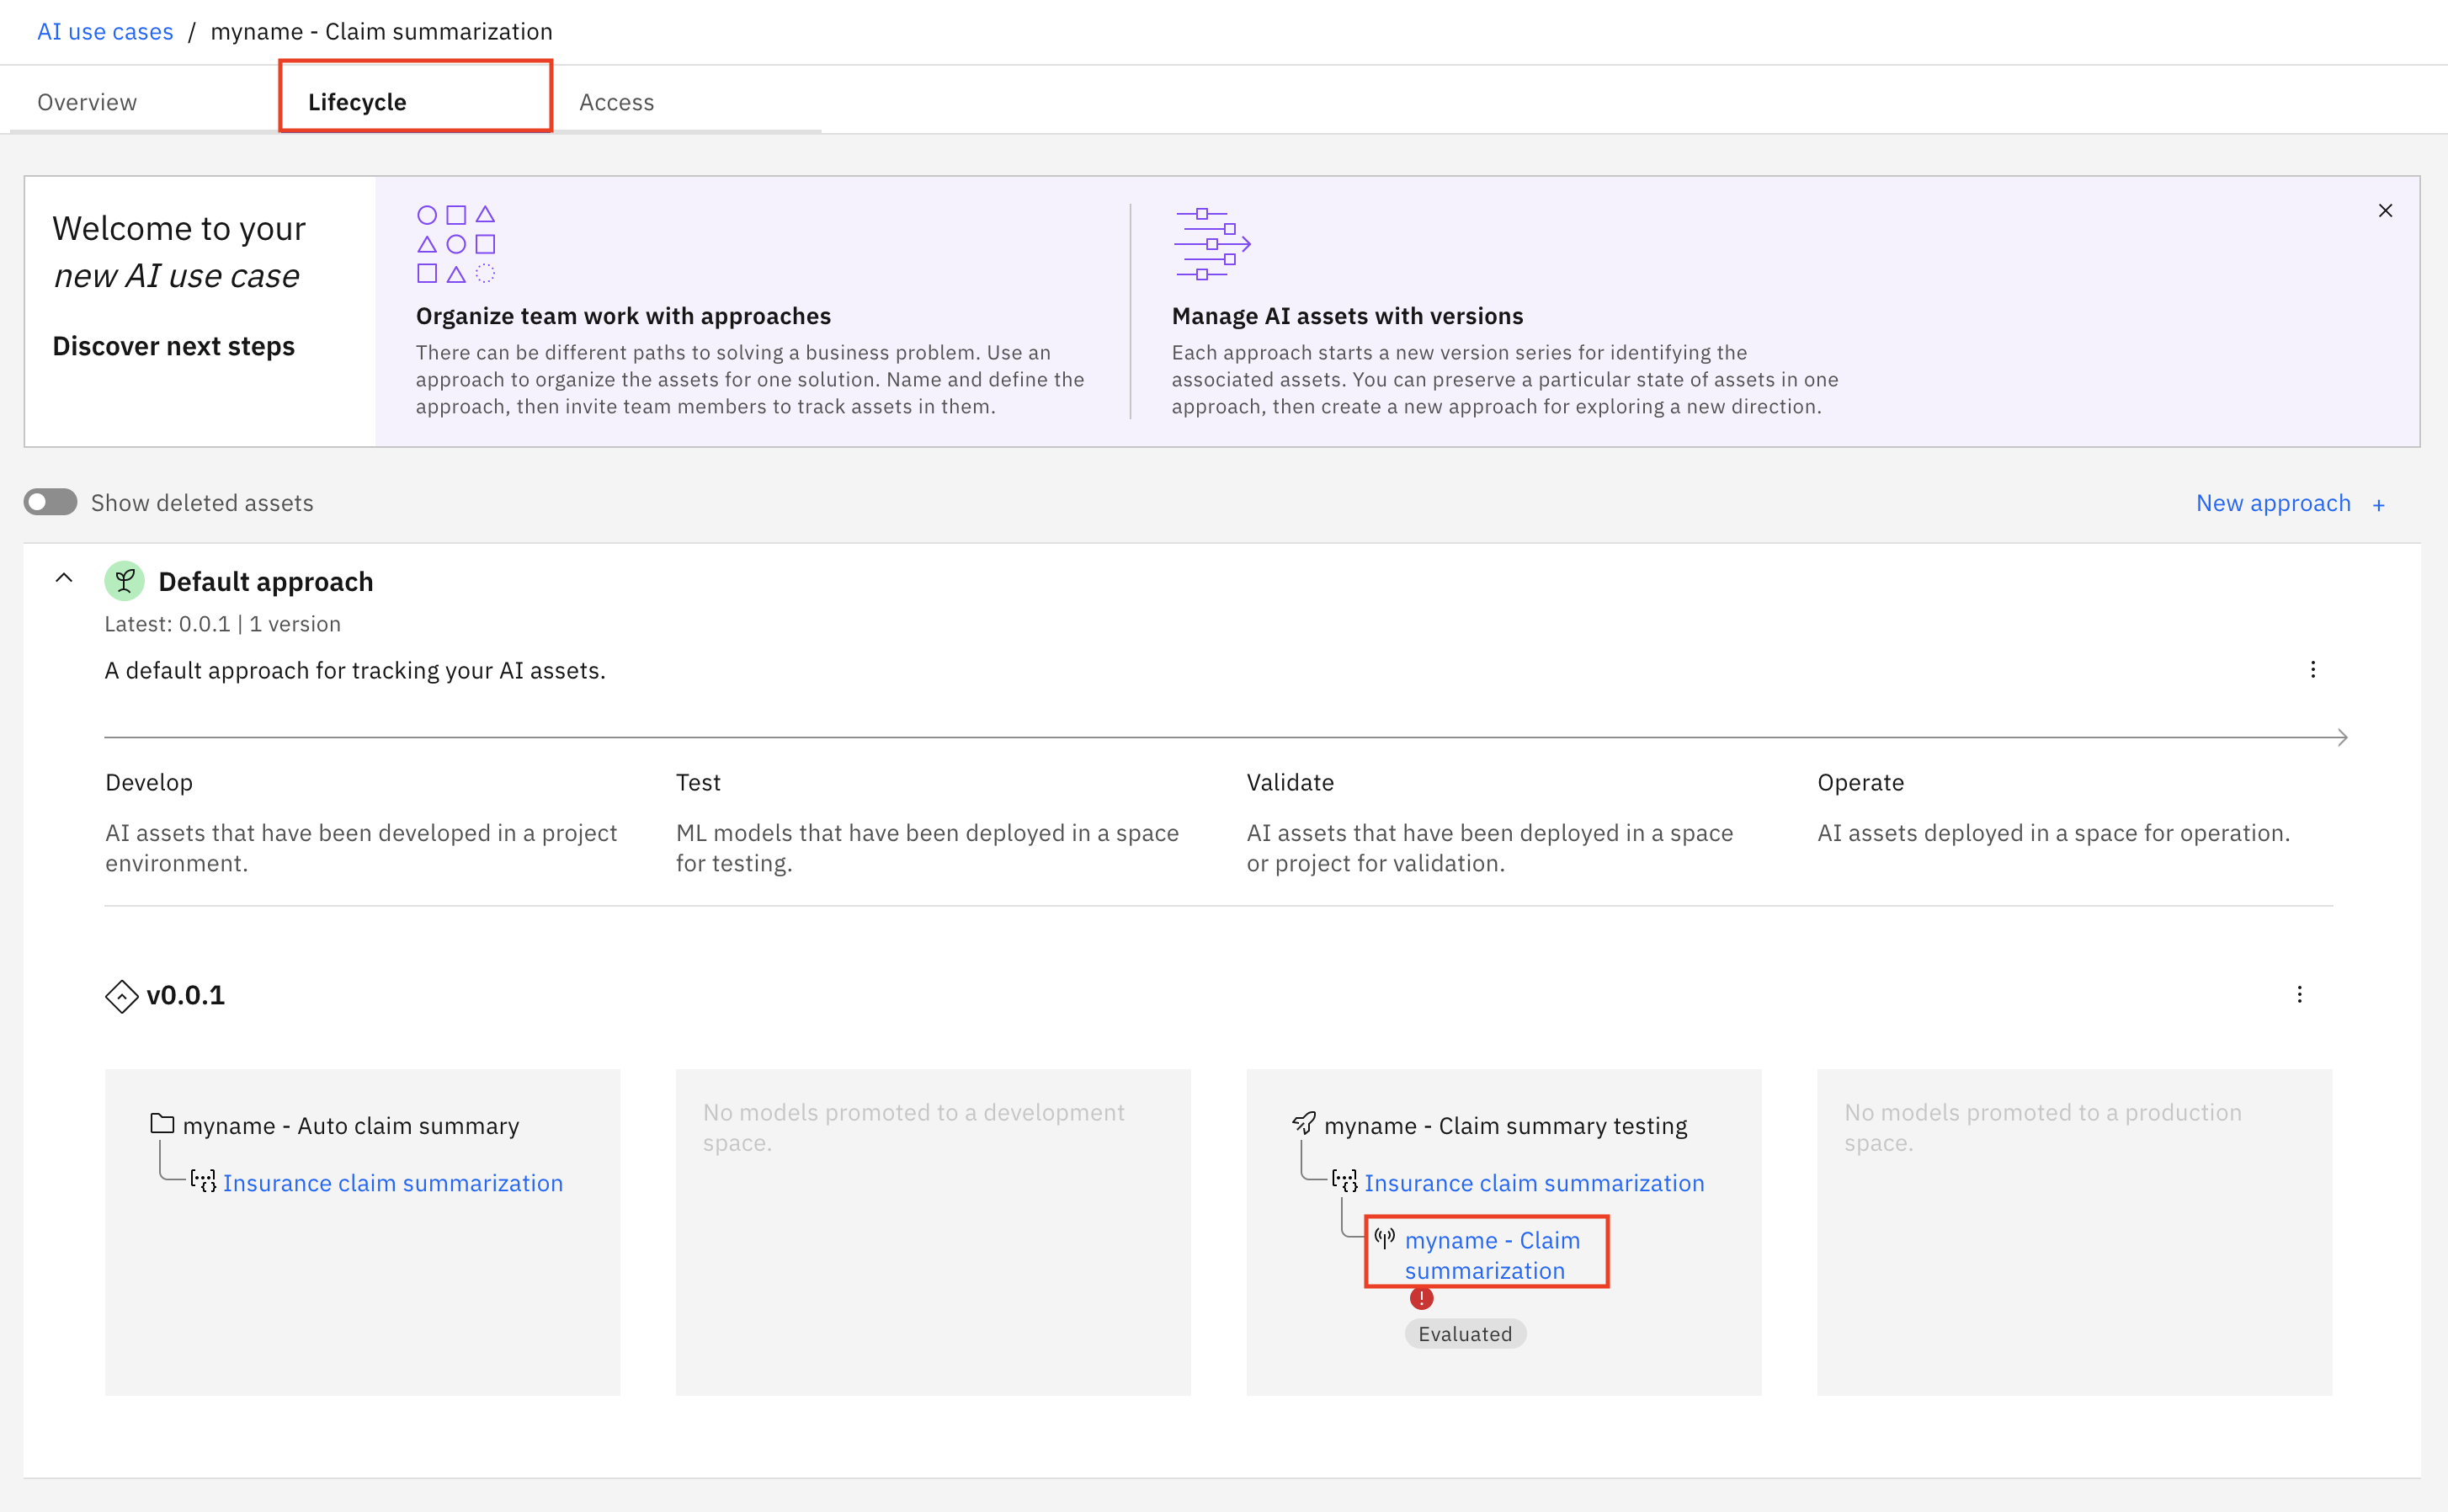 AI use cases / myname - Claim summarization
Overview
Lifecycle
Access
Welcome to your
new AI use case
Discover next steps
Organize team work with approaches
There can be different paths to solving a business problem. Use an
approach to organize the assets for one solution. Name and define the
approach, then invite team members to track assets in them.
Manage AI assets with versions
Each approach starts a new version series for identifying the
associated assets. You can preserve a particular state of assets in one
approach, then create a new approach for exploring a new direction.
Show deleted assets
New approach +
Default approach
Latest: 0.0.1 | 1 version
A default approach for tracking your AI assets.
Develop
AI assets that have been developed in a project
environment.
Test
ML models that have been deployed in a space
for testing.
Validate
AI assets that have been deployed in a space
or project for validation.
Operate
AI assets deployed in a space for operation.
v0.0.1
myname - Auto claim summary
Insurance claim summarization
No models promoted to a development
space.
myname - Claim summary testing
Insurance claim summarization
myname - Claim
summarization
Evaluated
No models promoted to a production
space.